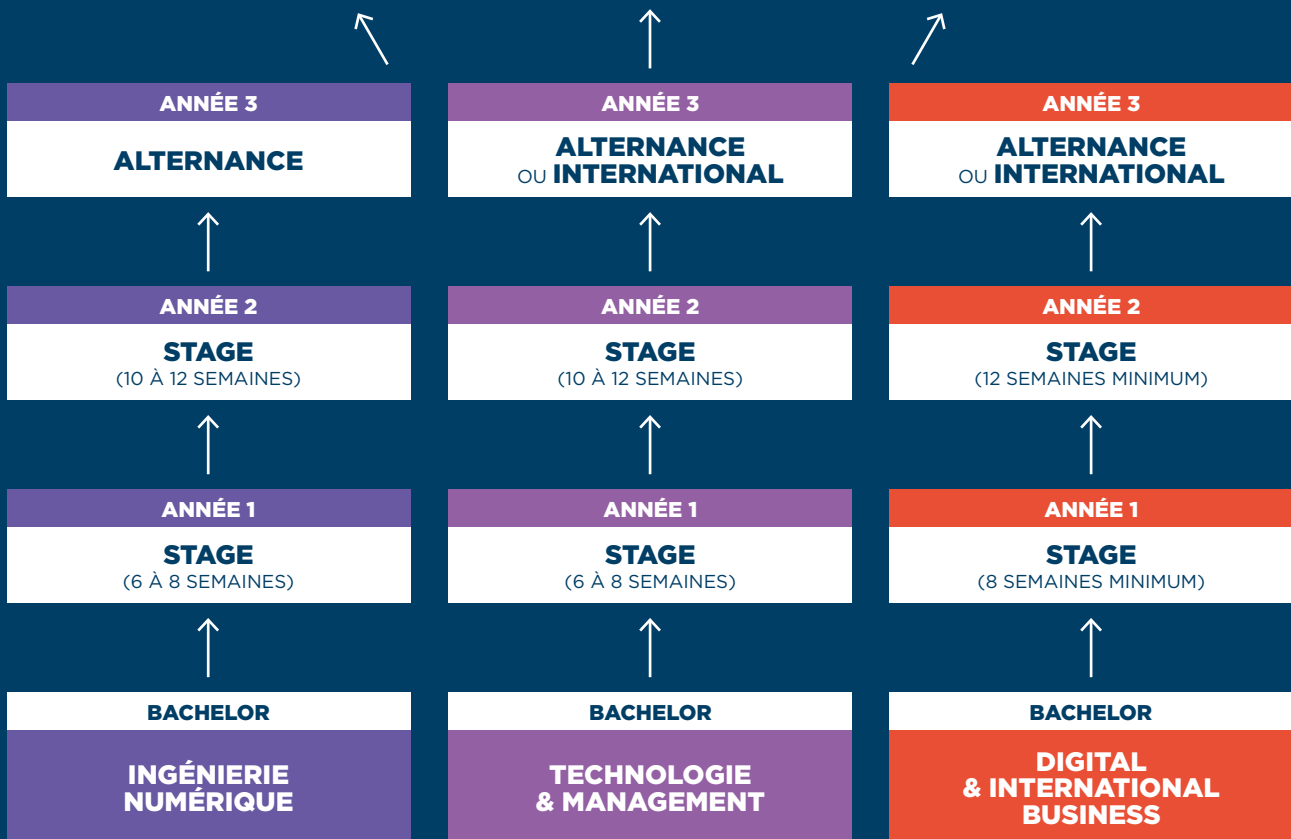 ANNÉE 3
ALTERNANCE
ANNÉE 3
ALTERNANCE
OU INTERNATIONAL
ANNÉE 3
ALTERNANCE
OU INTERNATIONAL
ANNÉE 2
STAGE
(10 À 12 SEMAINES)
ANNÉE 2
STAGE
(10 À 12 SEMAINES)
ANNÉE 2
STAGE
(12 SEMAINES MINIMUM)
ANNÉE 1
STAGE
(6 À 8 SEMAINES)
ANNÉE 1
STAGE
(6 À 8 SEMAINES)
ANNÉE 1
STAGE
(8 SEMAINES MINIMUM)
BACHELOR
INGÉNIERIE
NUMÉRIQUE
BACHELOR
TECHNOLOGIE
& MANAGEMENT
BACHELOR
DIGITAL
& INTERNATIONAL
BUSINESS